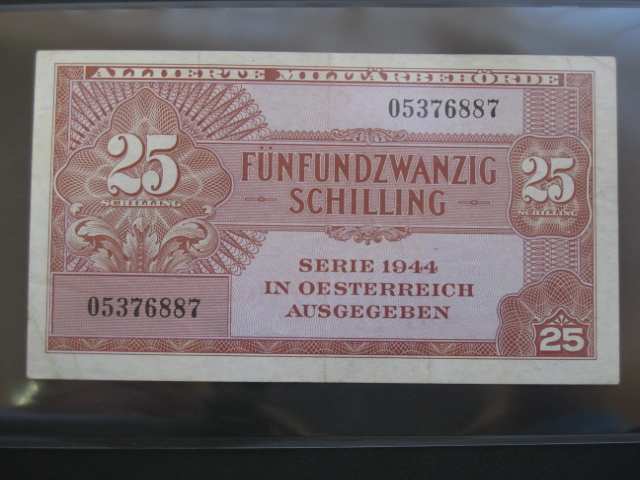 ALLIIERTE MILITÄRBEHÖRDE
05376887
25
SCHILLING
FÜNFUNDZWANZIG
SCHILLING
25
SCHILLING
SERIE 1944
IN OESTERREICH
AUSGEGEBEN
05376887
25